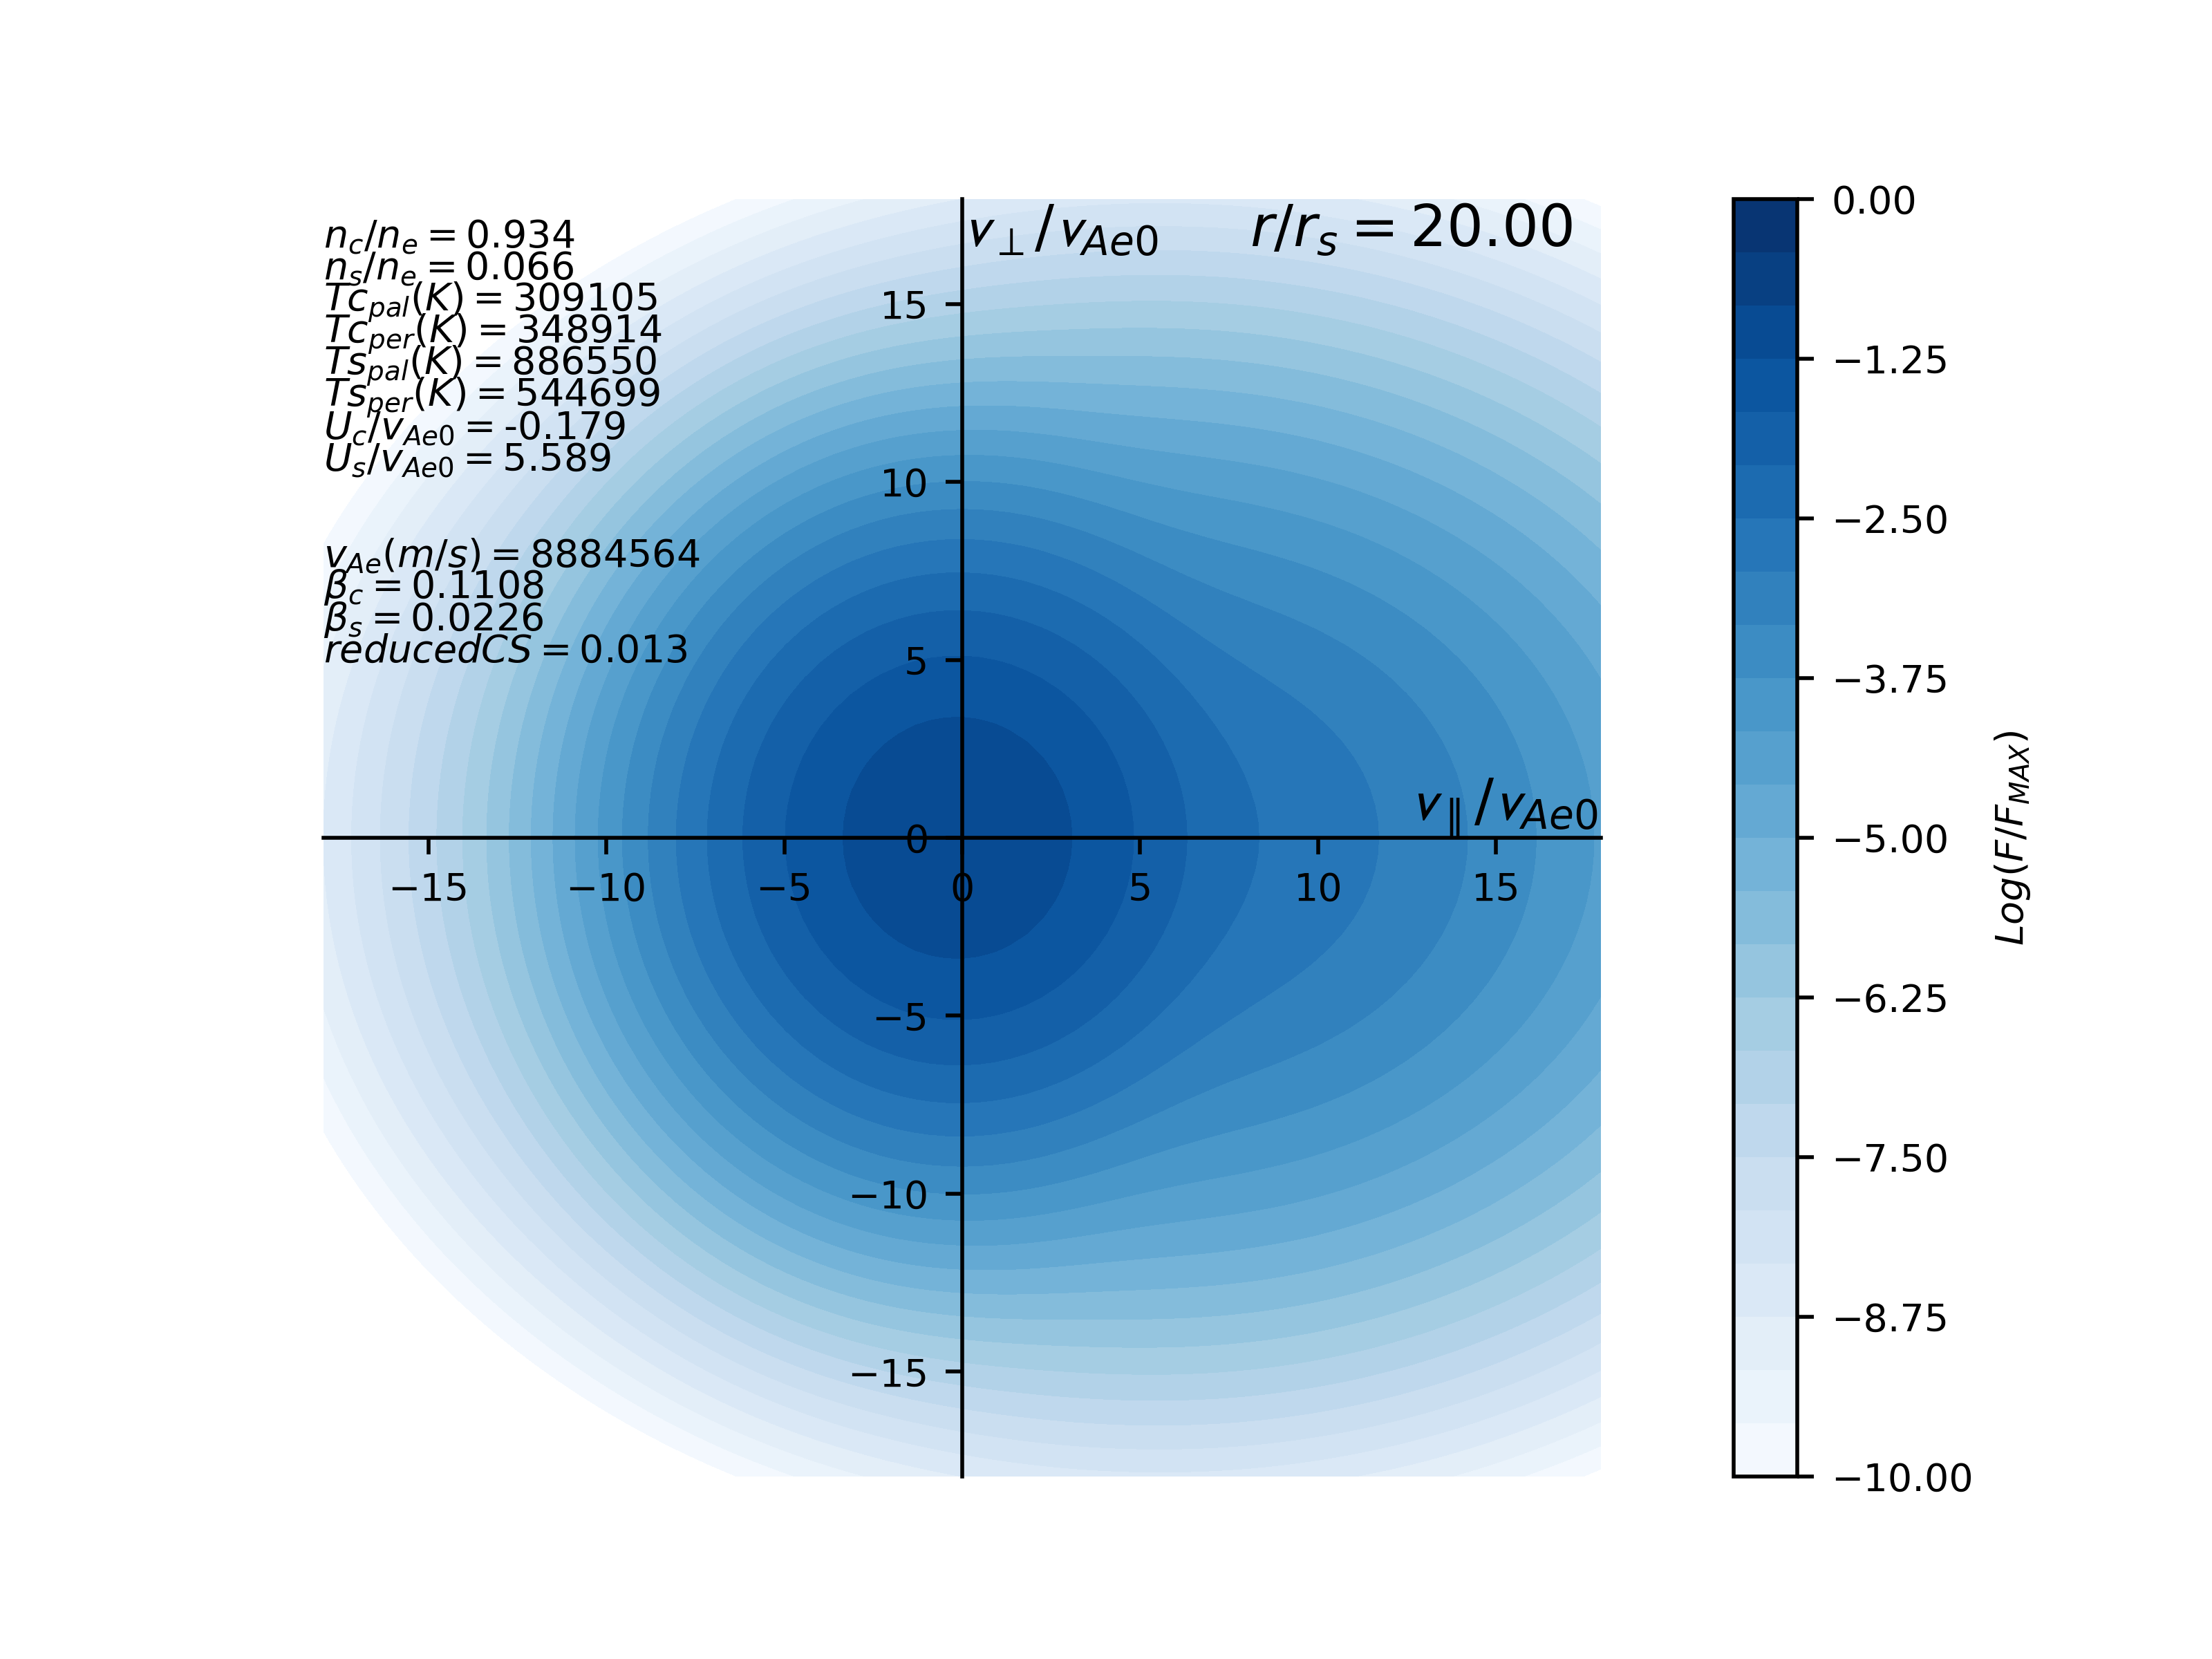 n_c/n_e = 0.934
n_s/n_e = 0.066
Tc_pal(K) = 309105
Tc_per(K) = 348914
Ts_pal(K) = 886550
Ts_per(K) = 544699
U_c/v_Ae0 = -0.179
U_s/v_Ae0 = 5.589
v_Ae(m/s) = 8884564
β_c = 0.1108
β_s = 0.0226
reducedCS = 0.013
v_⊥/v_Ae0
r/r_s = 20.00
15
10
5
0
−5
−10
−15
v_∥/v_Ae0
−15 −10 −5 0 5 10 15
0.00
−1.25
−2.50
−3.75
−5.00
−6.25
−7.50
−8.75
−10.00
Log(F/F_MAX)